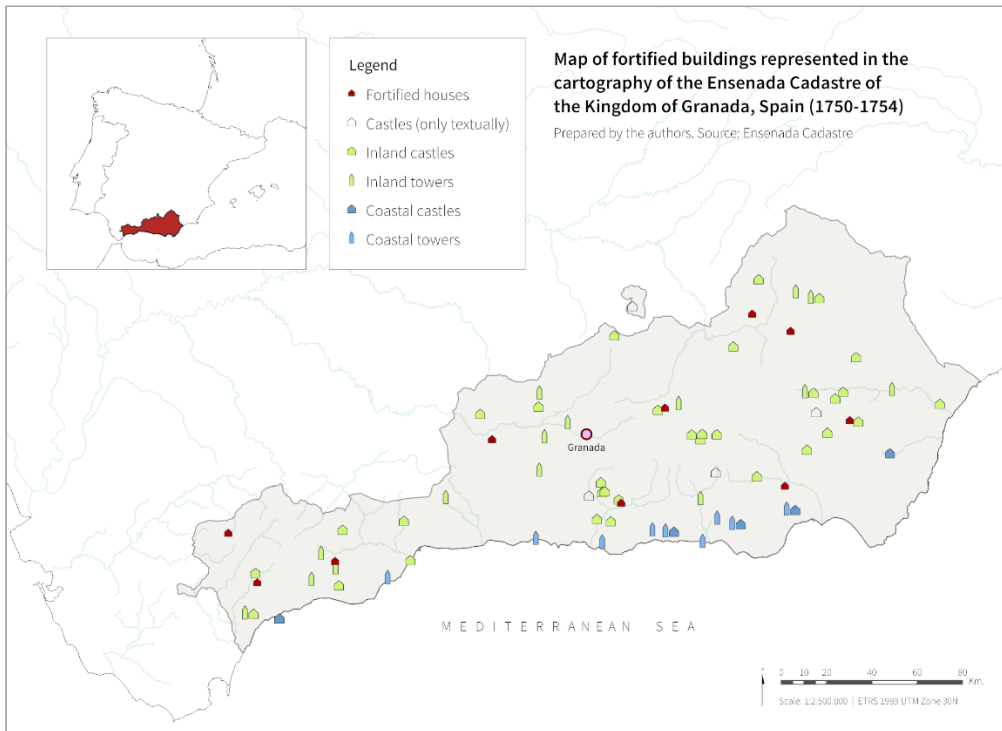 Map of fortified buildings represented in the
cartography of the Ensenada Cadastre of
the Kingdom of Granada, Spain (1750-1754)
Prepared by the authors. Source: Ensenada Cadastre
Legend
Fortified houses
Castles (only textually)
Inland castles
Inland towers
Coastal castles
Coastal towers
Granada
MEDITERRANEAN SEA
0 10 20 40 60 80
Km.
Scale: 1:2.500.000 | ETRS 1989 UTM Zone 30N